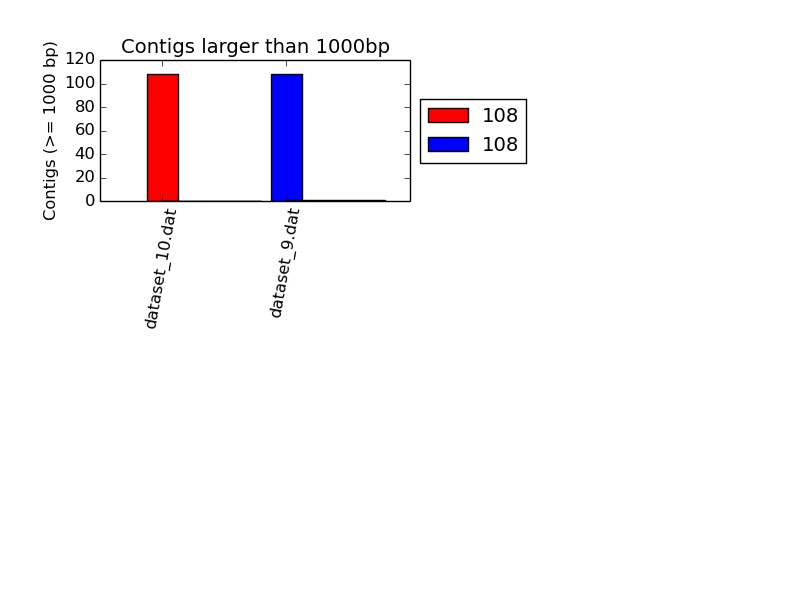 Contigs larger than 1000bp
Contigs (>= 1000 bp)
120
100
80
60
40
20
0
dataset_10.dat
dataset_9.dat
108
108